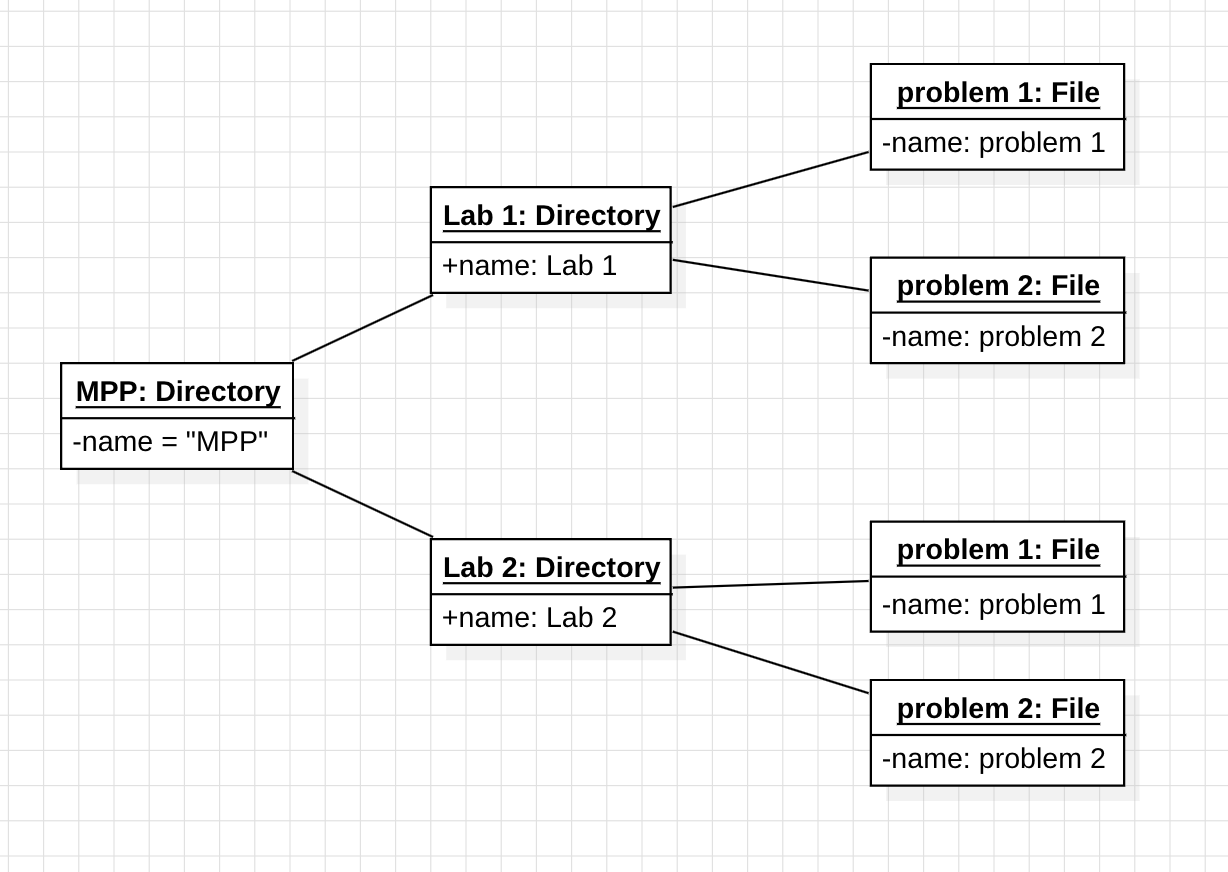 problem 1: File
-name: problem 1
Lab 1: Directory
+name: Lab 1
problem 2: File
-name: problem 2
MPP: Directory
-name = "MPP"
problem 1: File
-name: problem 1
Lab 2: Directory
+name: Lab 2
problem 2: File
-name: problem 2